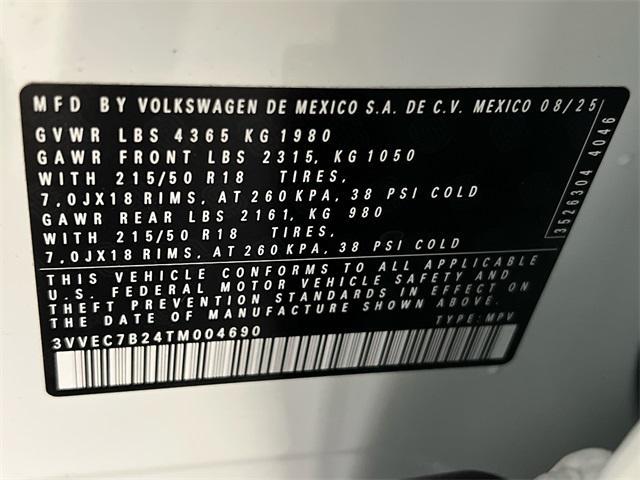 MFD BY VOLKSWAGEN DE MEXICO S.A. DE C.V. MEXICO 08/25
GVWR LBS 4365 KG 1980
GAWR FRONT LBS 2315, KG 1050
WITH 215/50 R18 TIRES,
7,0JX18 RIMS, AT 260 KPA, 38 PSI COLD
GAWR REAR LBS 2161, KG 980
WITH 215/50 R18 TIRES,
7,0JX18 RIMS, AT 260 KPA, 38 PSI COLD
THIS VEHICLE CONFORMS TO ALL APPLICABLE
U.S. FEDERAL MOTOR VEHICLE SAFETY AND
THEFT PREVENTION STANDARDS IN EFFECT ON
THE DATE OF MANUFACTURE SHOWN ABOVE.
3VVEC7B24TM004690 TYPE: MPV
3526304 4046